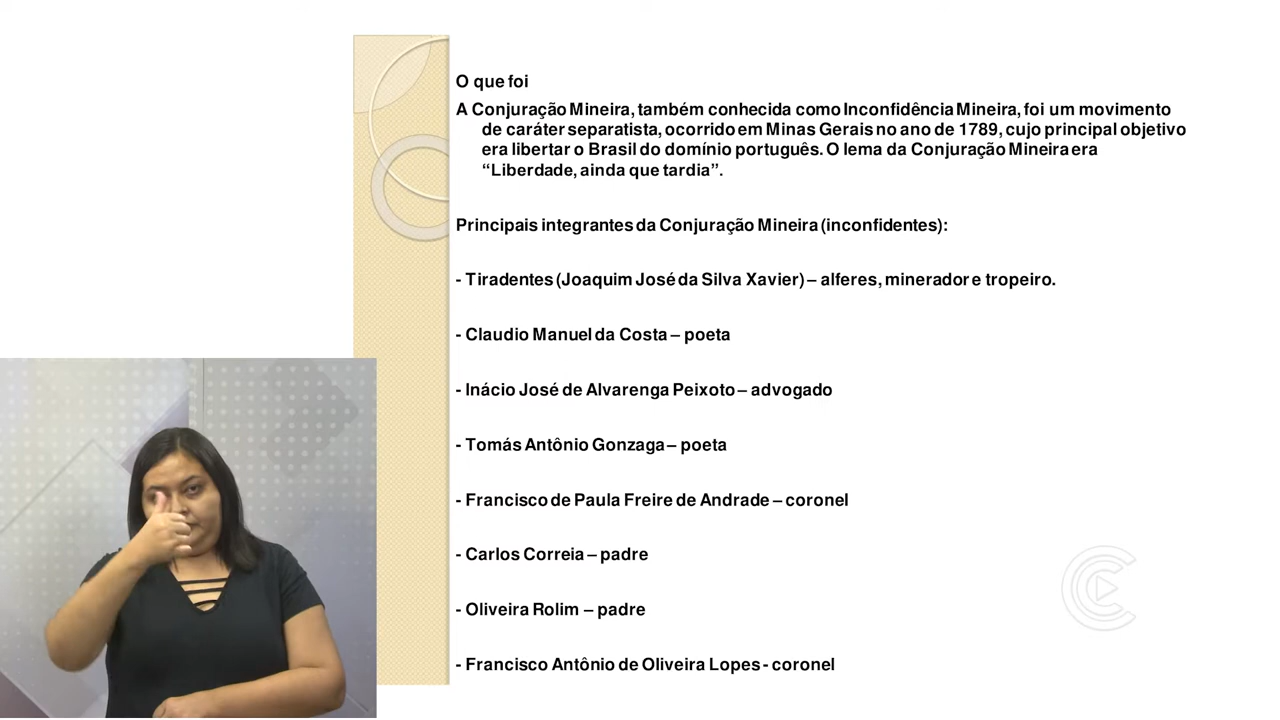 O que foi
A Conjuração Mineira, também conhecida como Inconfidência Mineira, foi um movimento
de caráter separatista, ocorrido em Minas Gerais no ano de 1789, cujo principal objetivo
era libertar o Brasil do domínio português. O lema da Conjuração Mineira era
“Liberdade, ainda que tardia”.
Principais integrantes da Conjuração Mineira (inconfidentes):
- Tiradentes (Joaquim José da Silva Xavier) – alferes, minerador e tropeiro.
- Claudio Manuel da Costa – poeta
- Inácio José de Alvarenga Peixoto – advogado
- Tomás Antônio Gonzaga – poeta
- Francisco de Paula Freire de Andrade – coronel
- Carlos Correia – padre
- Oliveira Rolim – padre
- Francisco Antônio de Oliveira Lopes - coronel